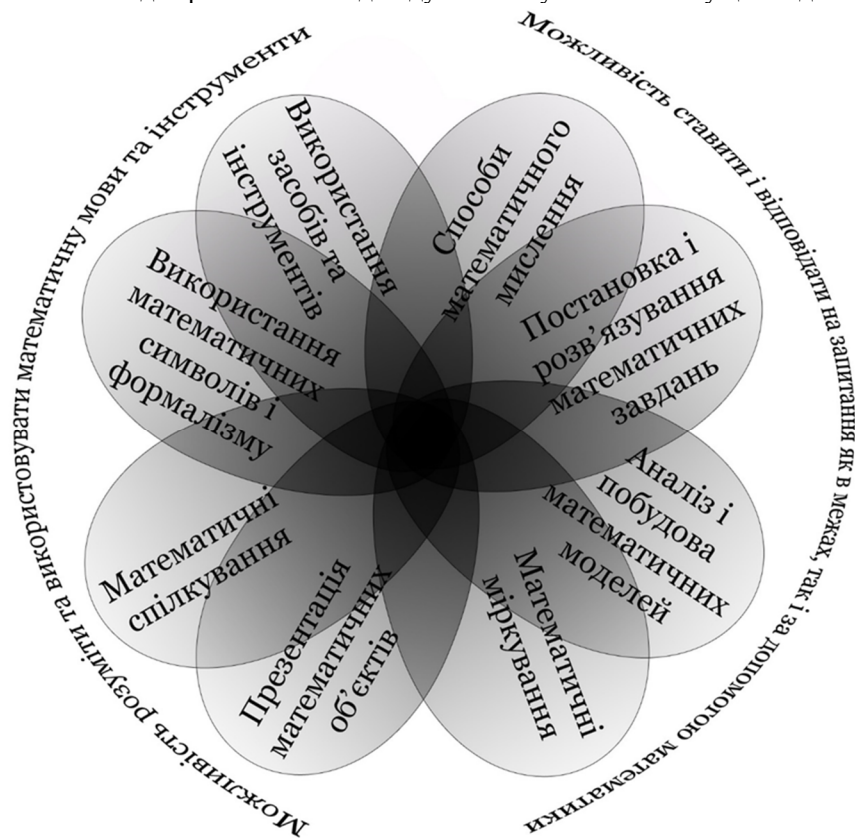 Можливість розуміти та використовувати математичну мови та інструменти
Можливість ставити і відповідати на запитання як в межах, так і за допомогою математики
Використання
засобів та
інструментів
Способи
математичного
мислення
Використання
математичних
символів і
формалізму
Постановка і
розв’язування
математичних
завдань
Математичні
спілкування
Аналіз і
побудова
математичних
моделей
Презентація
математичних
об’єктів
Математичні
міркування